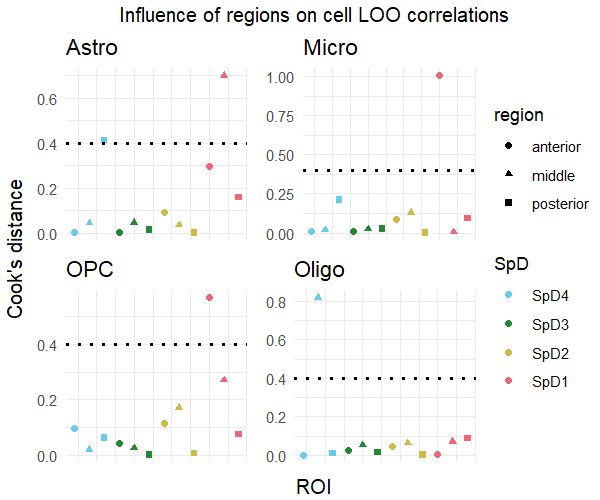 Influence of regions on cell LOO correlations
Astro
Micro
0.6
0.4
0.2
0.0
1.00
0.75
0.50
0.25
0.00
OPC
Oligo
0.4
0.2
0.0
0.8
0.6
0.4
0.2
0.0
Cook's distance
ROI
region
anterior
middle
posterior
SpD
SpD4
SpD3
SpD2
SpD1